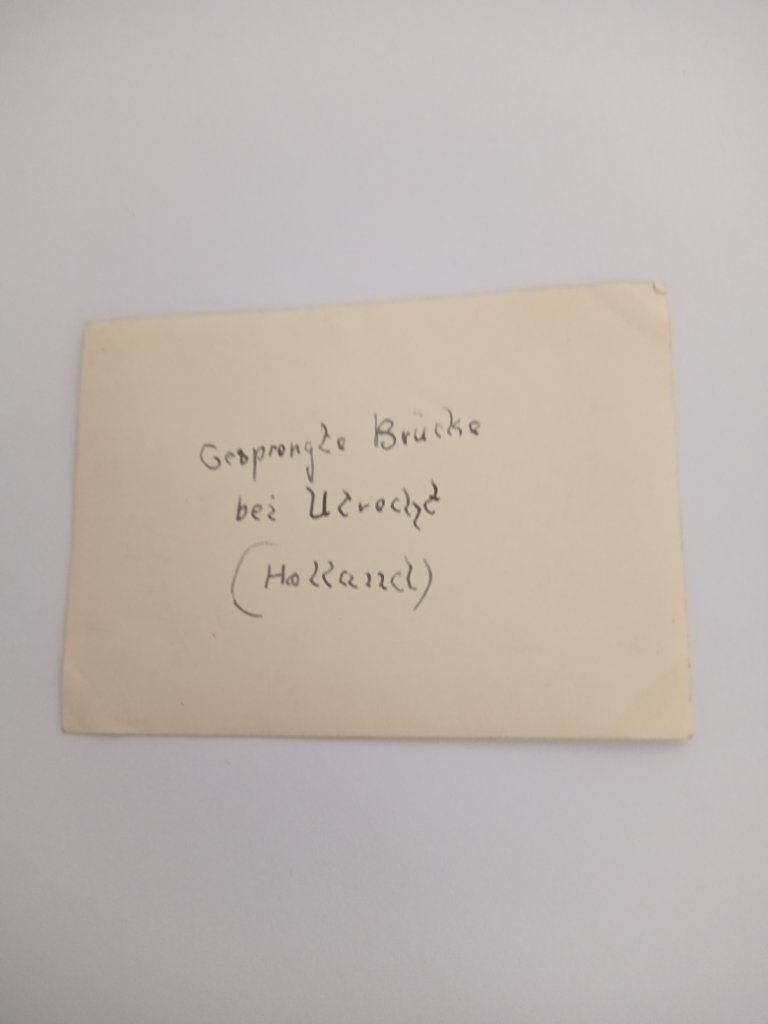 Gesprengte Brücke
bei Utrecht
(Holland)